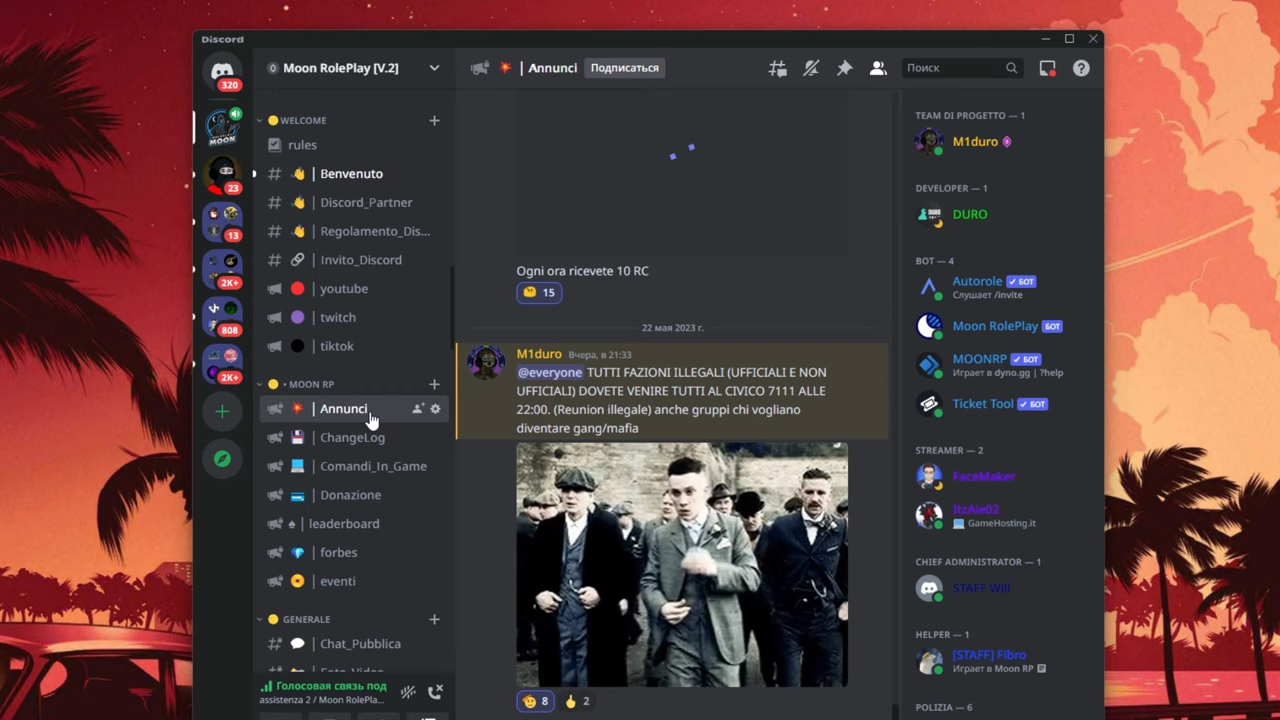 Discord
320
23
13
2K+
808
2K+
Moon RolePlay [V.2]
WELCOME
rules
| Benvenuto
| Discord_Partner
| Regolamento_Dis...
| Invito_Discord
| youtube
| twitch
| tiktok
• MOON RP
| Annunci
| ChangeLog
| Comandi_In_Game
| Donazione
| leaderboard
| forbes
| eventi
GENERALE
| Chat_Pubblica
Голосовая связь под
assistenza 2 / Moon RolePla...
| Annunci
Подписаться
Поиск
Ogni ora ricevete 10 RC
15
22 мая 2023 г.
M1duro Вчера, в 21:33
@everyone TUTTI FAZIONI ILLEGALI (UFFICIALI E NON
UFFICIALI) DOVETE VENIRE TUTTI AL CIVICO 7111 ALLE
22:00. (Reunion illegale) anche gruppi chi vogliano
diventare gang/mafia
8
2
TEAM DI PROGETTO — 1
M1duro
DEVELOPER — 1
DURO
BOT — 4
Autorole БОТ
Слушает /invite
Moon RolePlay БОТ
MOONRP БОТ
Играет в dyno.gg | ?help
Ticket Tool БОТ
STREAMER — 2
FaceMaker
ItzAle02
GameHosting.it
CHIEF ADMINISTRATOR — 1
STAFF Will
HELPER — 1
[STAFF] Fibro
Играет в Moon RP
POLIZIA — 6